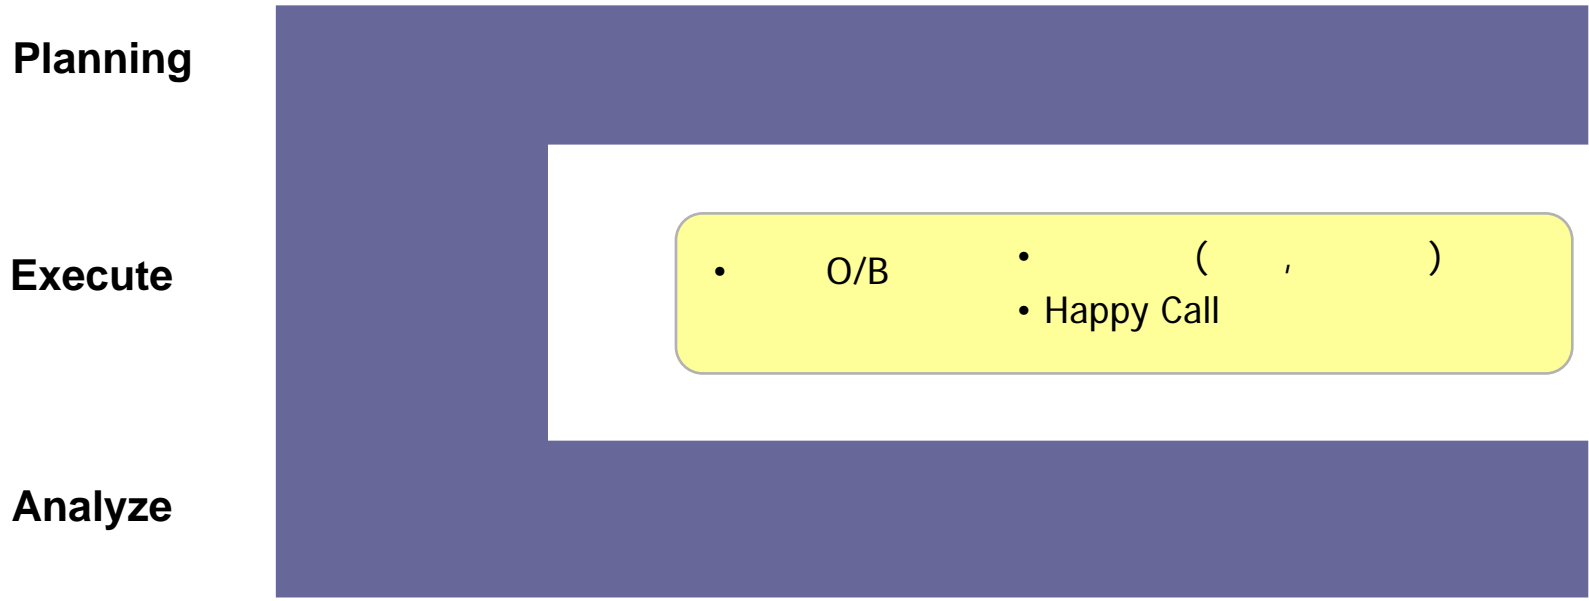 Planning
Execute
• O/B
• ( , )
• Happy Call
Analyze